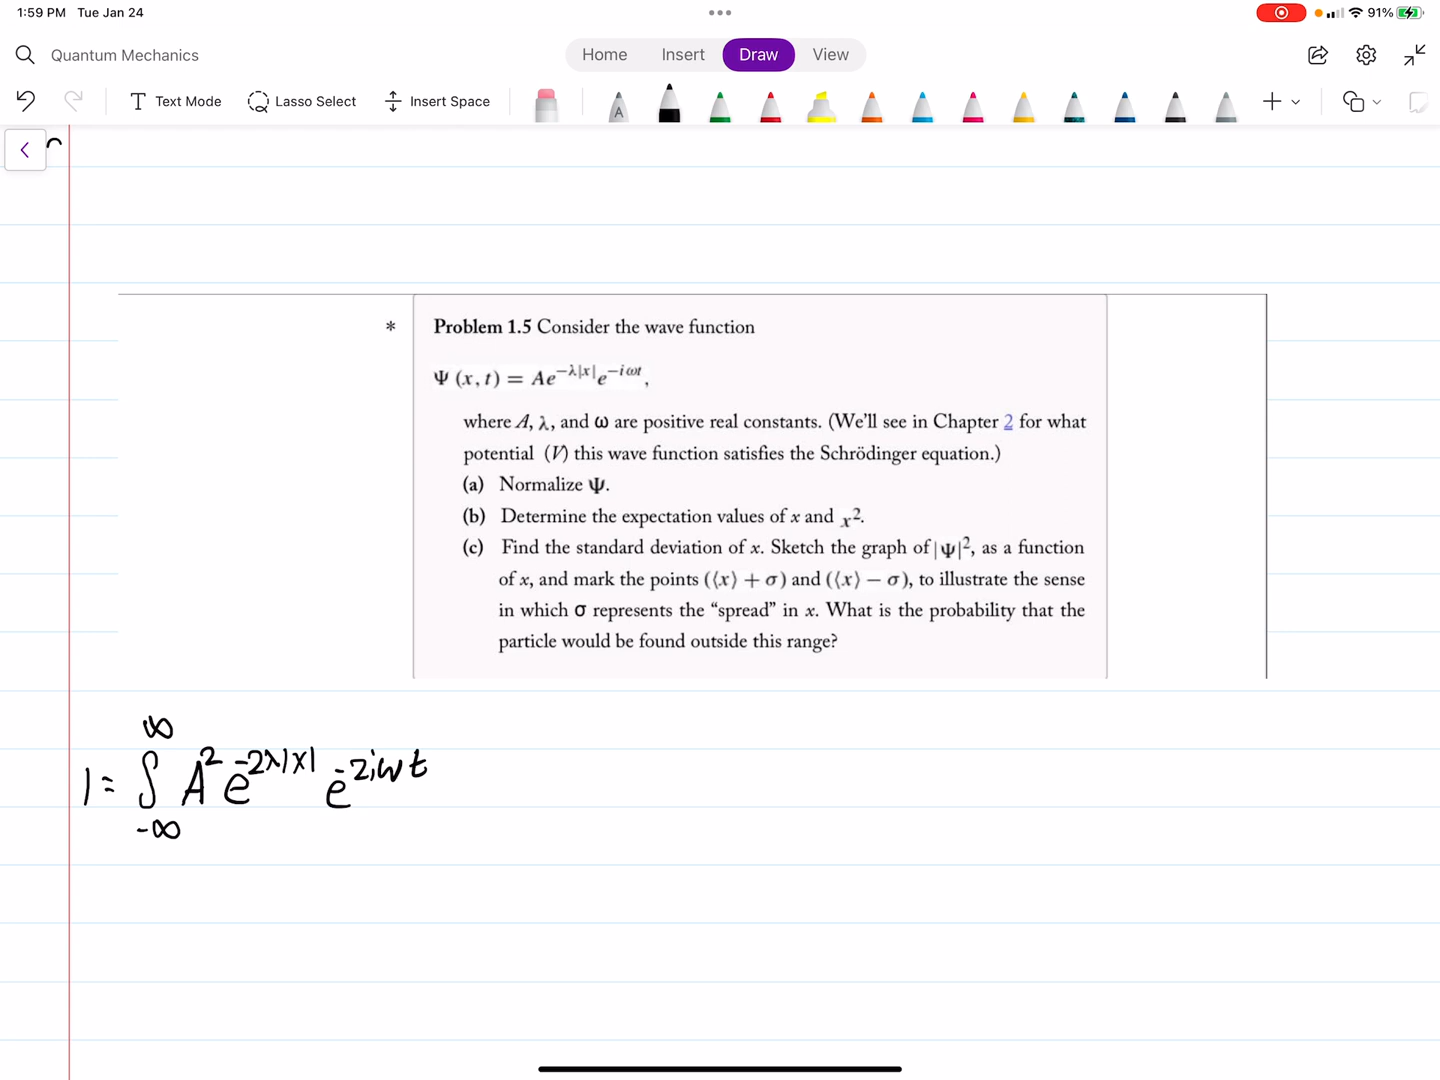 1:59 PM Tue Jan 24
91%
Quantum Mechanics
Home Insert Draw View
Text Mode Lasso Select Insert Space
A
* Problem 1.5 Consider the wave function
Ψ (x, t) = Ae^{−λ|x|}e^{−iωt},
where A, λ, and ω are positive real constants. (We'll see in Chapter 2 for what
potential (V) this wave function satisfies the Schrödinger equation.)
(a) Normalize Ψ.
(b) Determine the expectation values of x and x².
(c) Find the standard deviation of x. Sketch the graph of |Ψ|², as a function
of x, and mark the points (⟨x⟩ + σ) and (⟨x⟩ − σ), to illustrate the sense
in which σ represents the “spread” in x. What is the probability that the
particle would be found outside this range?
∞
1 = ∫ A² e^{-2λ|x|} e^{-2iωt}
-∞